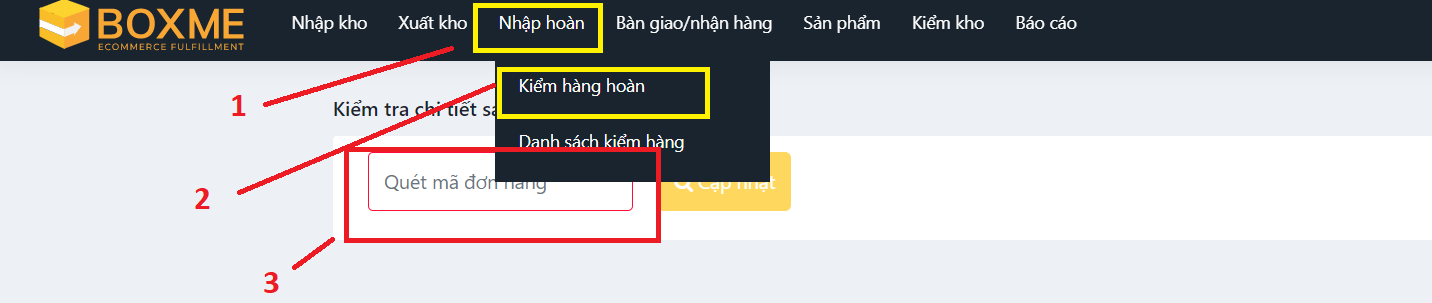 BOXME
ECOMMERCE FULFILLMENT
Nhập kho Xuất kho Nhập hoàn Bàn giao/nhận hàng Sản phẩm Kiểm kho Báo cáo
1
Kiểm hàng hoàn
Kiểm tra chi tiết
Danh sách kiểm hàng
2
Quét mã đơn hàng
Cập nhật
3